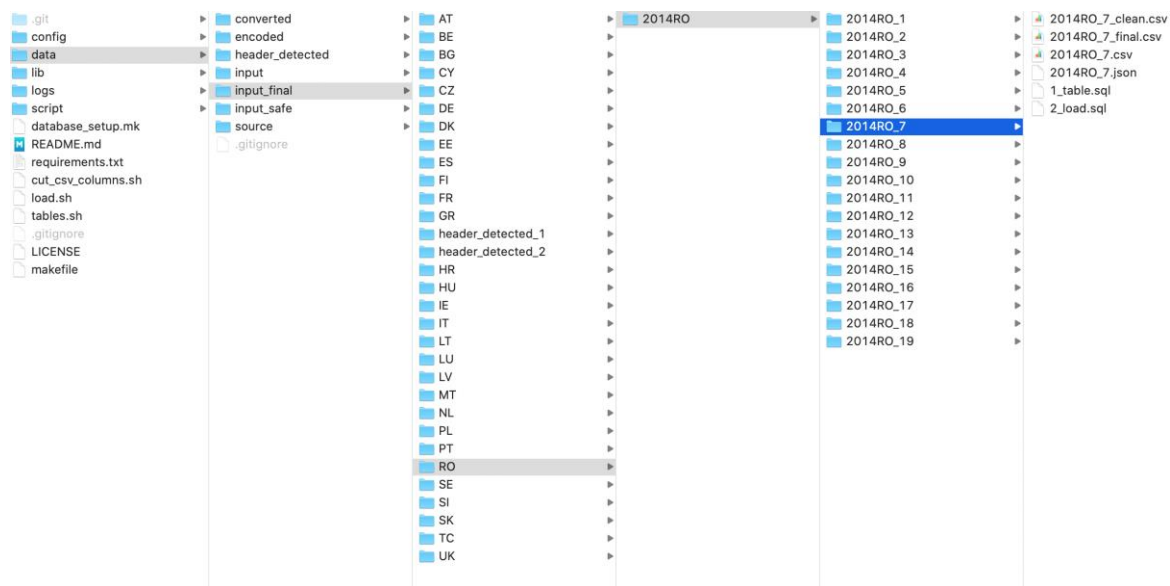 .git
config
data
lib
logs
script
database_setup.mk
README.md
requirements.txt
cut_csv_columns.sh
load.sh
tables.sh
.gitignore
LICENSE
makefile
converted
encoded
header_detected
input
input_final
input_safe
source
.gitignore
AT
BE
BG
CY
CZ
DE
DK
EE
ES
FI
FR
GR
header_detected_1
header_detected_2
HR
HU
IE
IT
LT
LU
LV
MT
NL
PL
PT
RO
SE
SI
SK
TC
UK
2014RO
2014RO_1
2014RO_2
2014RO_3
2014RO_4
2014RO_5
2014RO_6
2014RO_7
2014RO_8
2014RO_9
2014RO_10
2014RO_11
2014RO_12
2014RO_13
2014RO_14
2014RO_15
2014RO_16
2014RO_17
2014RO_18
2014RO_19
2014RO_7_clean.csv
2014RO_7_final.csv
2014RO_7.csv
2014RO_7.json
1_table.sql
2_load.sql